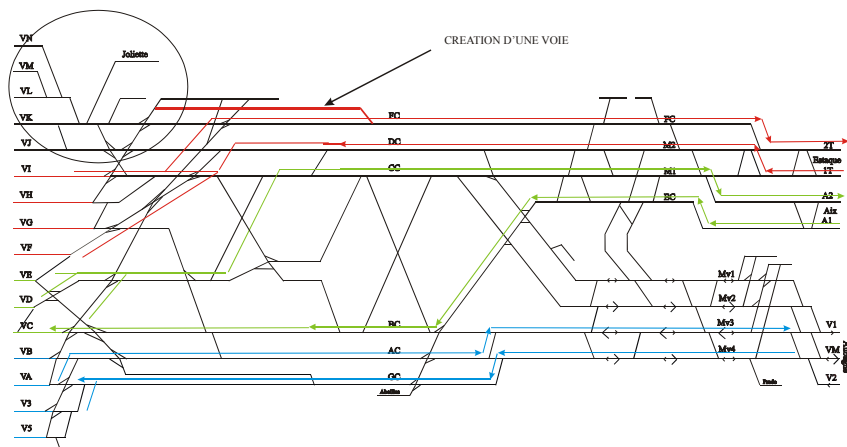 CREATION D'UNE VOIE
VN
Joliette
VM
VL
VK
FC
FC
VJ
DC
M2
2T
Estaque
VI
CC
M1
1T
VH
EC
A2
VG
Aix
A1
VF
VE
Mv1
VD
Mv2
VC
BC
Mv3
V1
VB
AC
Mv4
VM
VA
GC
V2
Abeilles
V3
V5